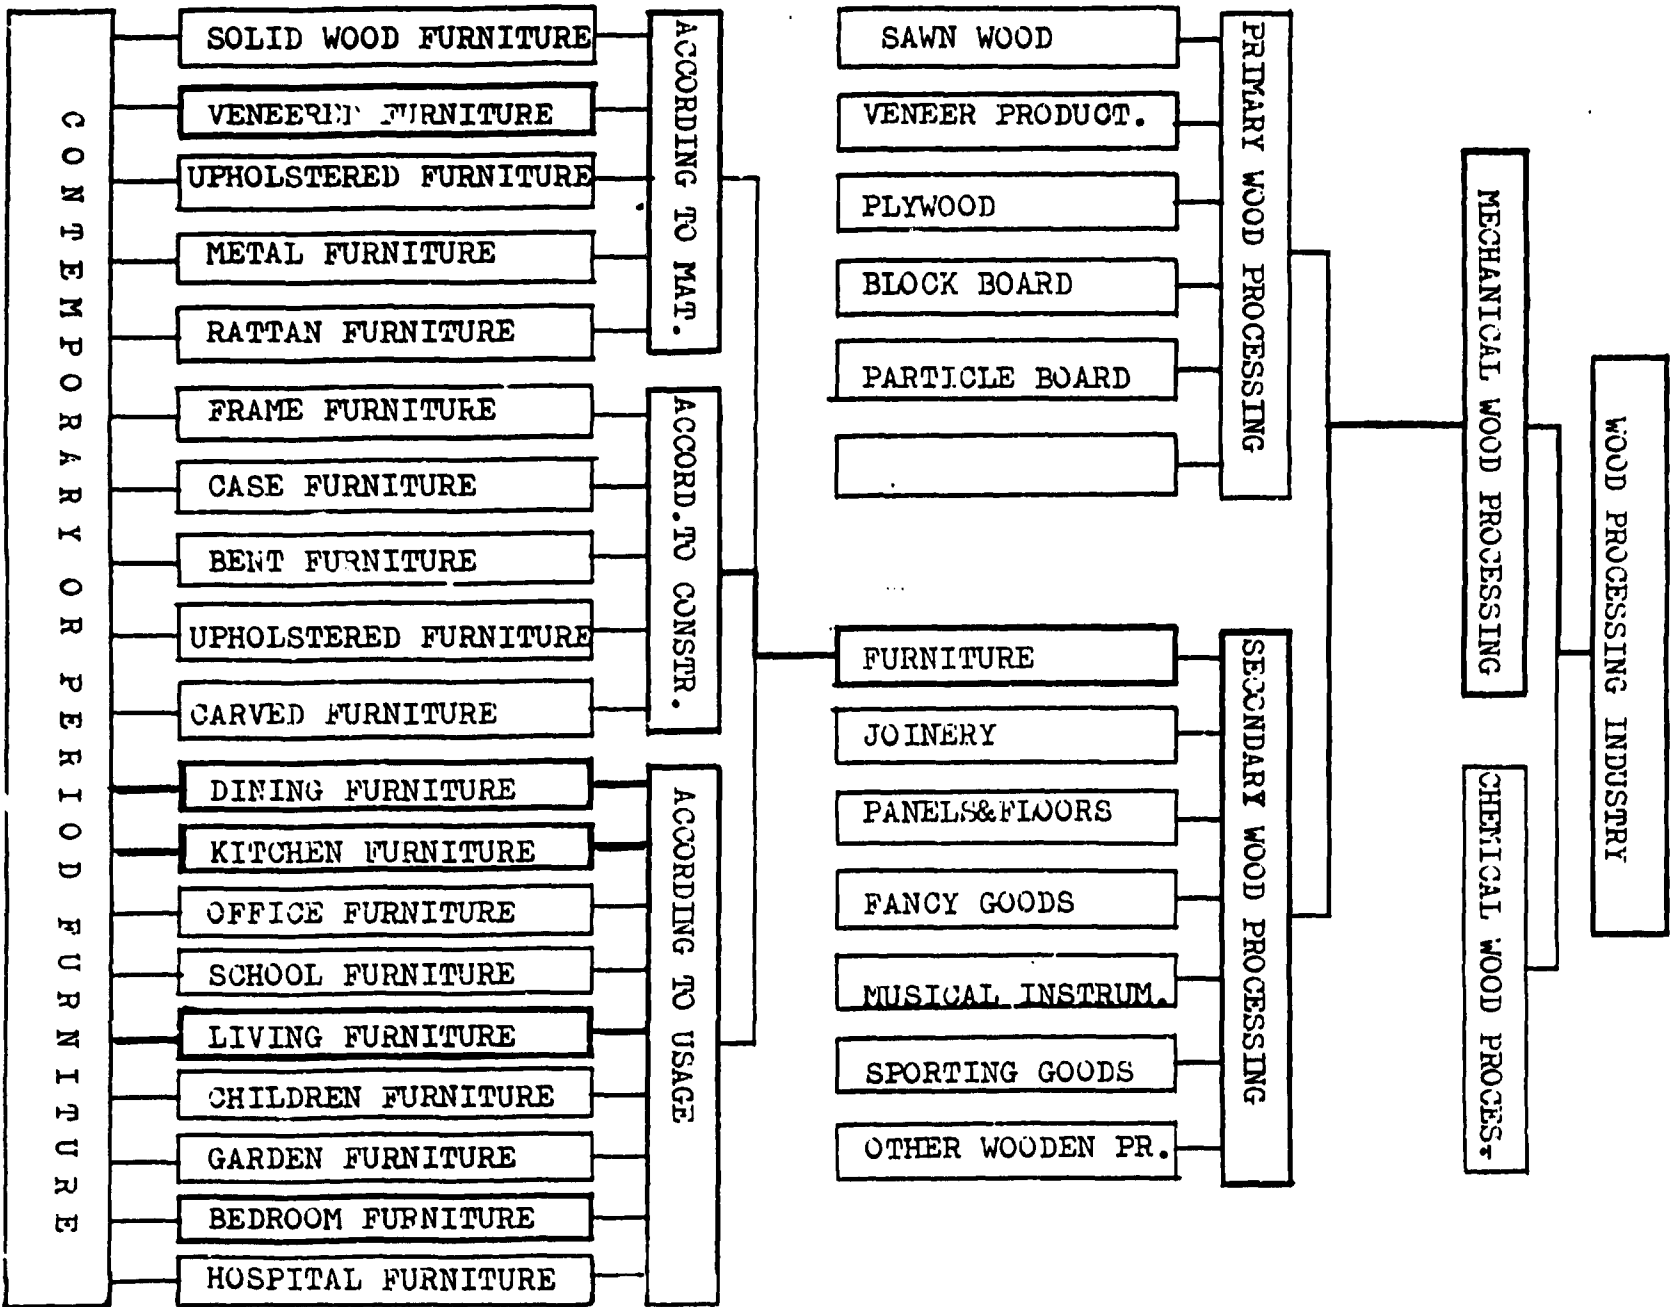 CONTEMPORARY OR PERIOD FURNITURE
SOLID WOOD FURNITURE
VENEERED FURNITURE
UPHOLSTERED FURNITURE
METAL FURNITURE
RATTAN FURNITURE
FRAME FURNITURE
CASE FURNITURE
BENT FURNITURE
UPHOLSTERED FURNITURE
CARVED FURNITURE
DINING FURNITURE
KITCHEN FURNITURE
OFFICE FURNITURE
SCHOOL FURNITURE
LIVING FURNITURE
CHILDREN FURNITURE
GARDEN FURNITURE
BEDROOM FURNITURE
HOSPITAL FURNITURE
ACCORDING TO MAT.
ACCORD.TO CONSTR.
ACCORDING TO USAGE
SAWN WOOD
VENEER PRODUCT.
PLYWOOD
BLOCK BOARD
PARTICLE BOARD
FURNITURE
JOINERY
PANELS&FLOORS
FANCY GOODS
MUSICAL INSTRUM.
SPORTING GOODS
OTHER WOODEN PR.
PRIMARY WOOD PROCESSING
SECONDARY WOOD PROCESSING
MECHANICAL WOOD PROCESSING
CHEMICAL WOOD PROCES.
WOOD PROCESSING INDUSTRY